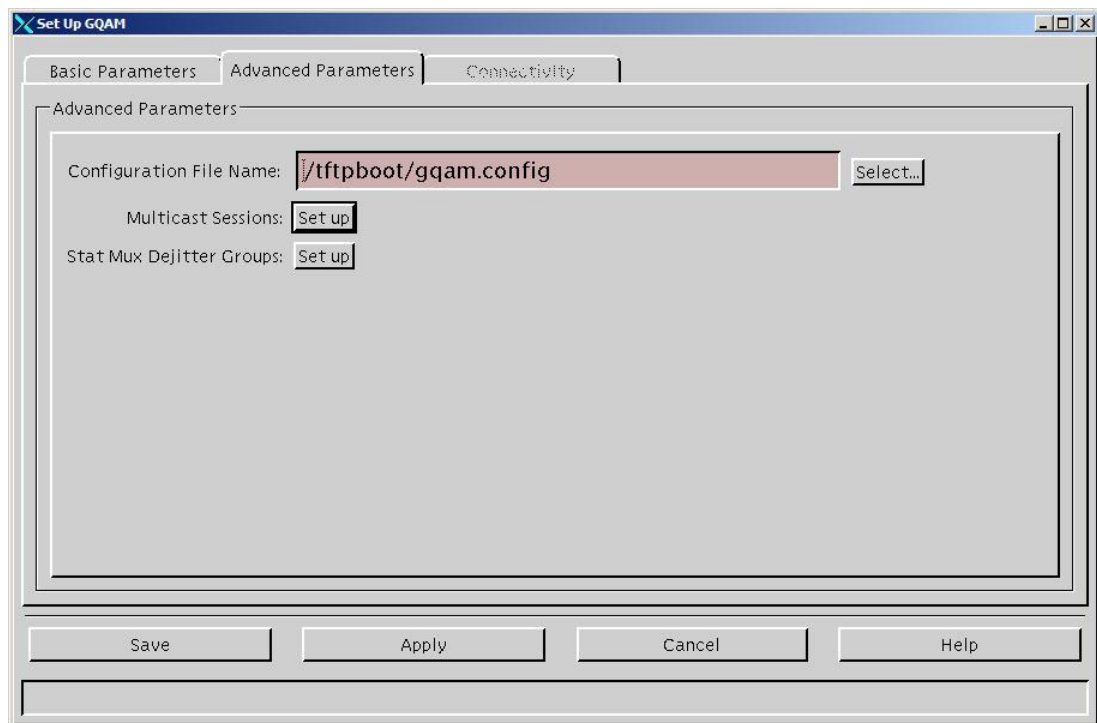 Set Up GQAM
Basic Parameters Advanced Parameters Connectivity
Advanced Parameters
Configuration File Name: /tftpboot/gqam.config Select...
Multicast Sessions: Set up
Stat Mux Dejitter Groups: Set up
Save Apply Cancel Help